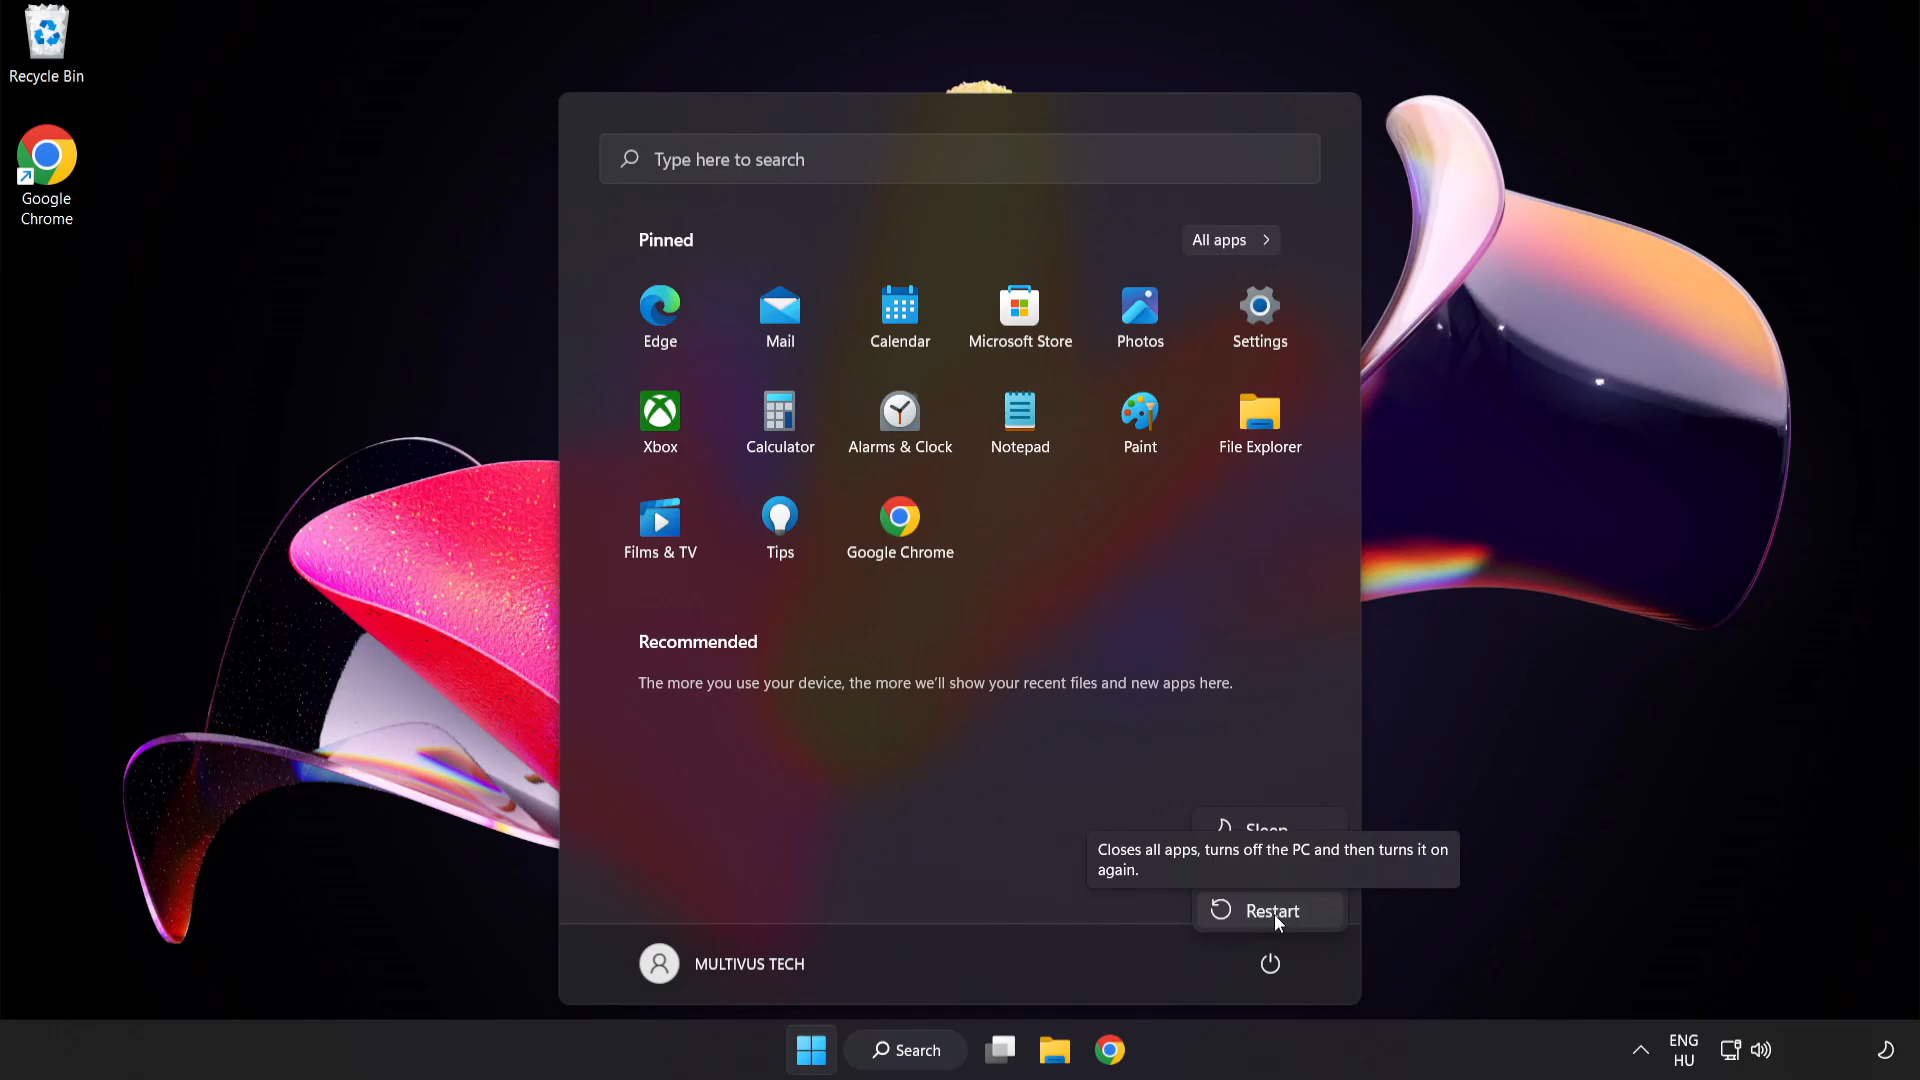 Recycle Bin
Google
Chrome
Type here to search
Pinned
All apps
Edge
Mail
Calendar
Microsoft Store
Photos
Settings
Xbox
Calculator
Alarms & Clock
Notepad
Paint
File Explorer
Films & TV
Tips
Google Chrome
Recommended
The more you use your device, the more we'll show your recent files and new apps here.
Sleep
Closes all apps, turns off the PC and then turns it on
again.
Restart
MULTIVUS TECH
Search
ENG
HU